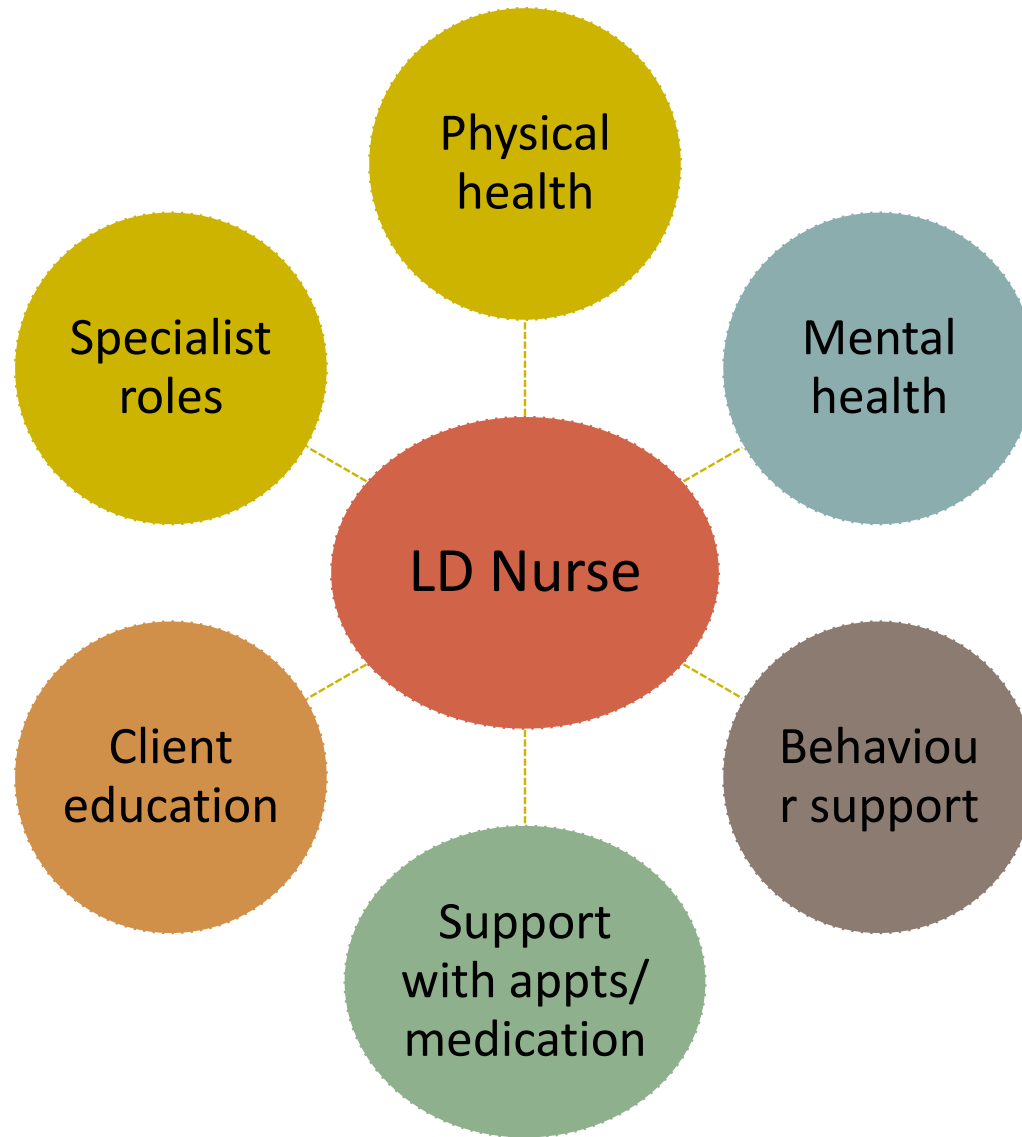 Physical
health
Mental
health
Behaviou
r support
Support
with appts/
medication
Client
education
Specialist
roles
LD Nurse